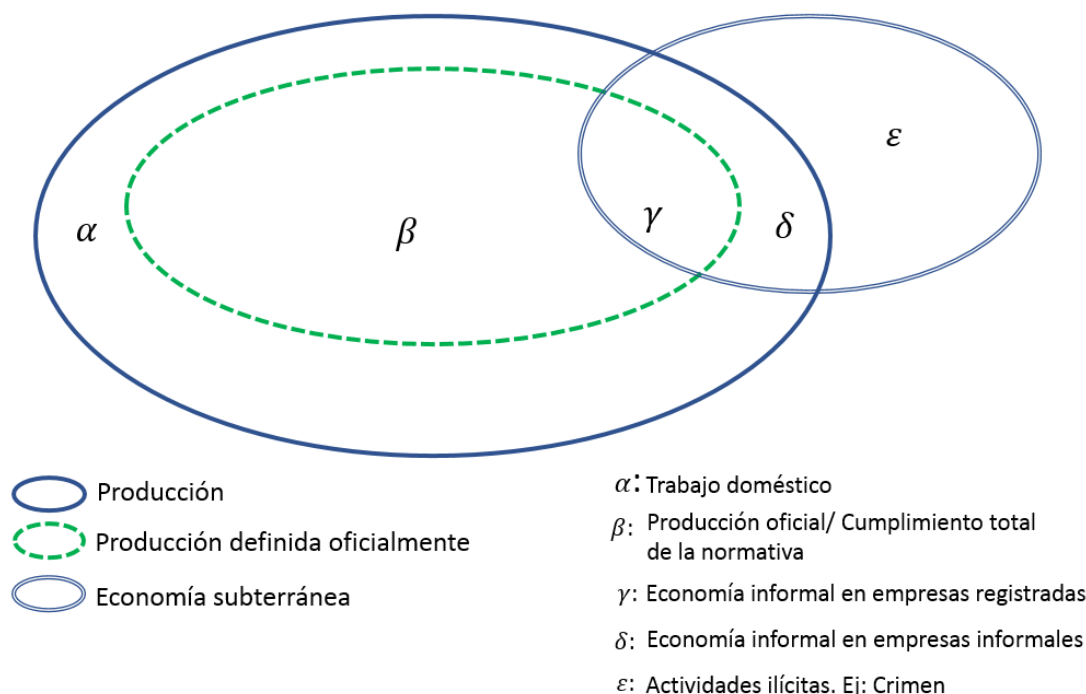 ε
α
β
γ
δ
Producción
Producción definida oficialmente
Economía subterránea
α: Trabajo doméstico
β: Producción oficial/ Cumplimiento total
de la normativa
γ: Economía informal en empresas registradas
δ: Economía informal en empresas informales
ε: Actividades ilícitas. Ej: Crimen